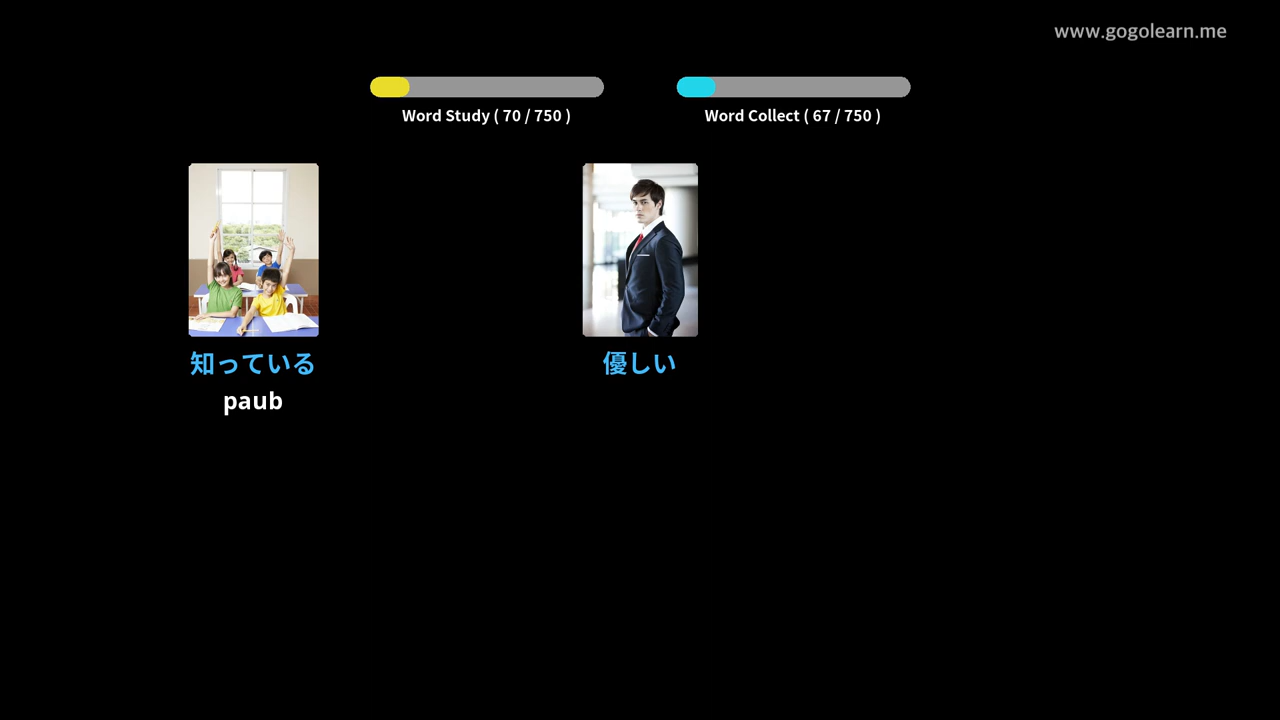 www.gogolearn.me
Word Study ( 70 / 750 )
Word Collect ( 67 / 750 )
知っている
paub
優しい